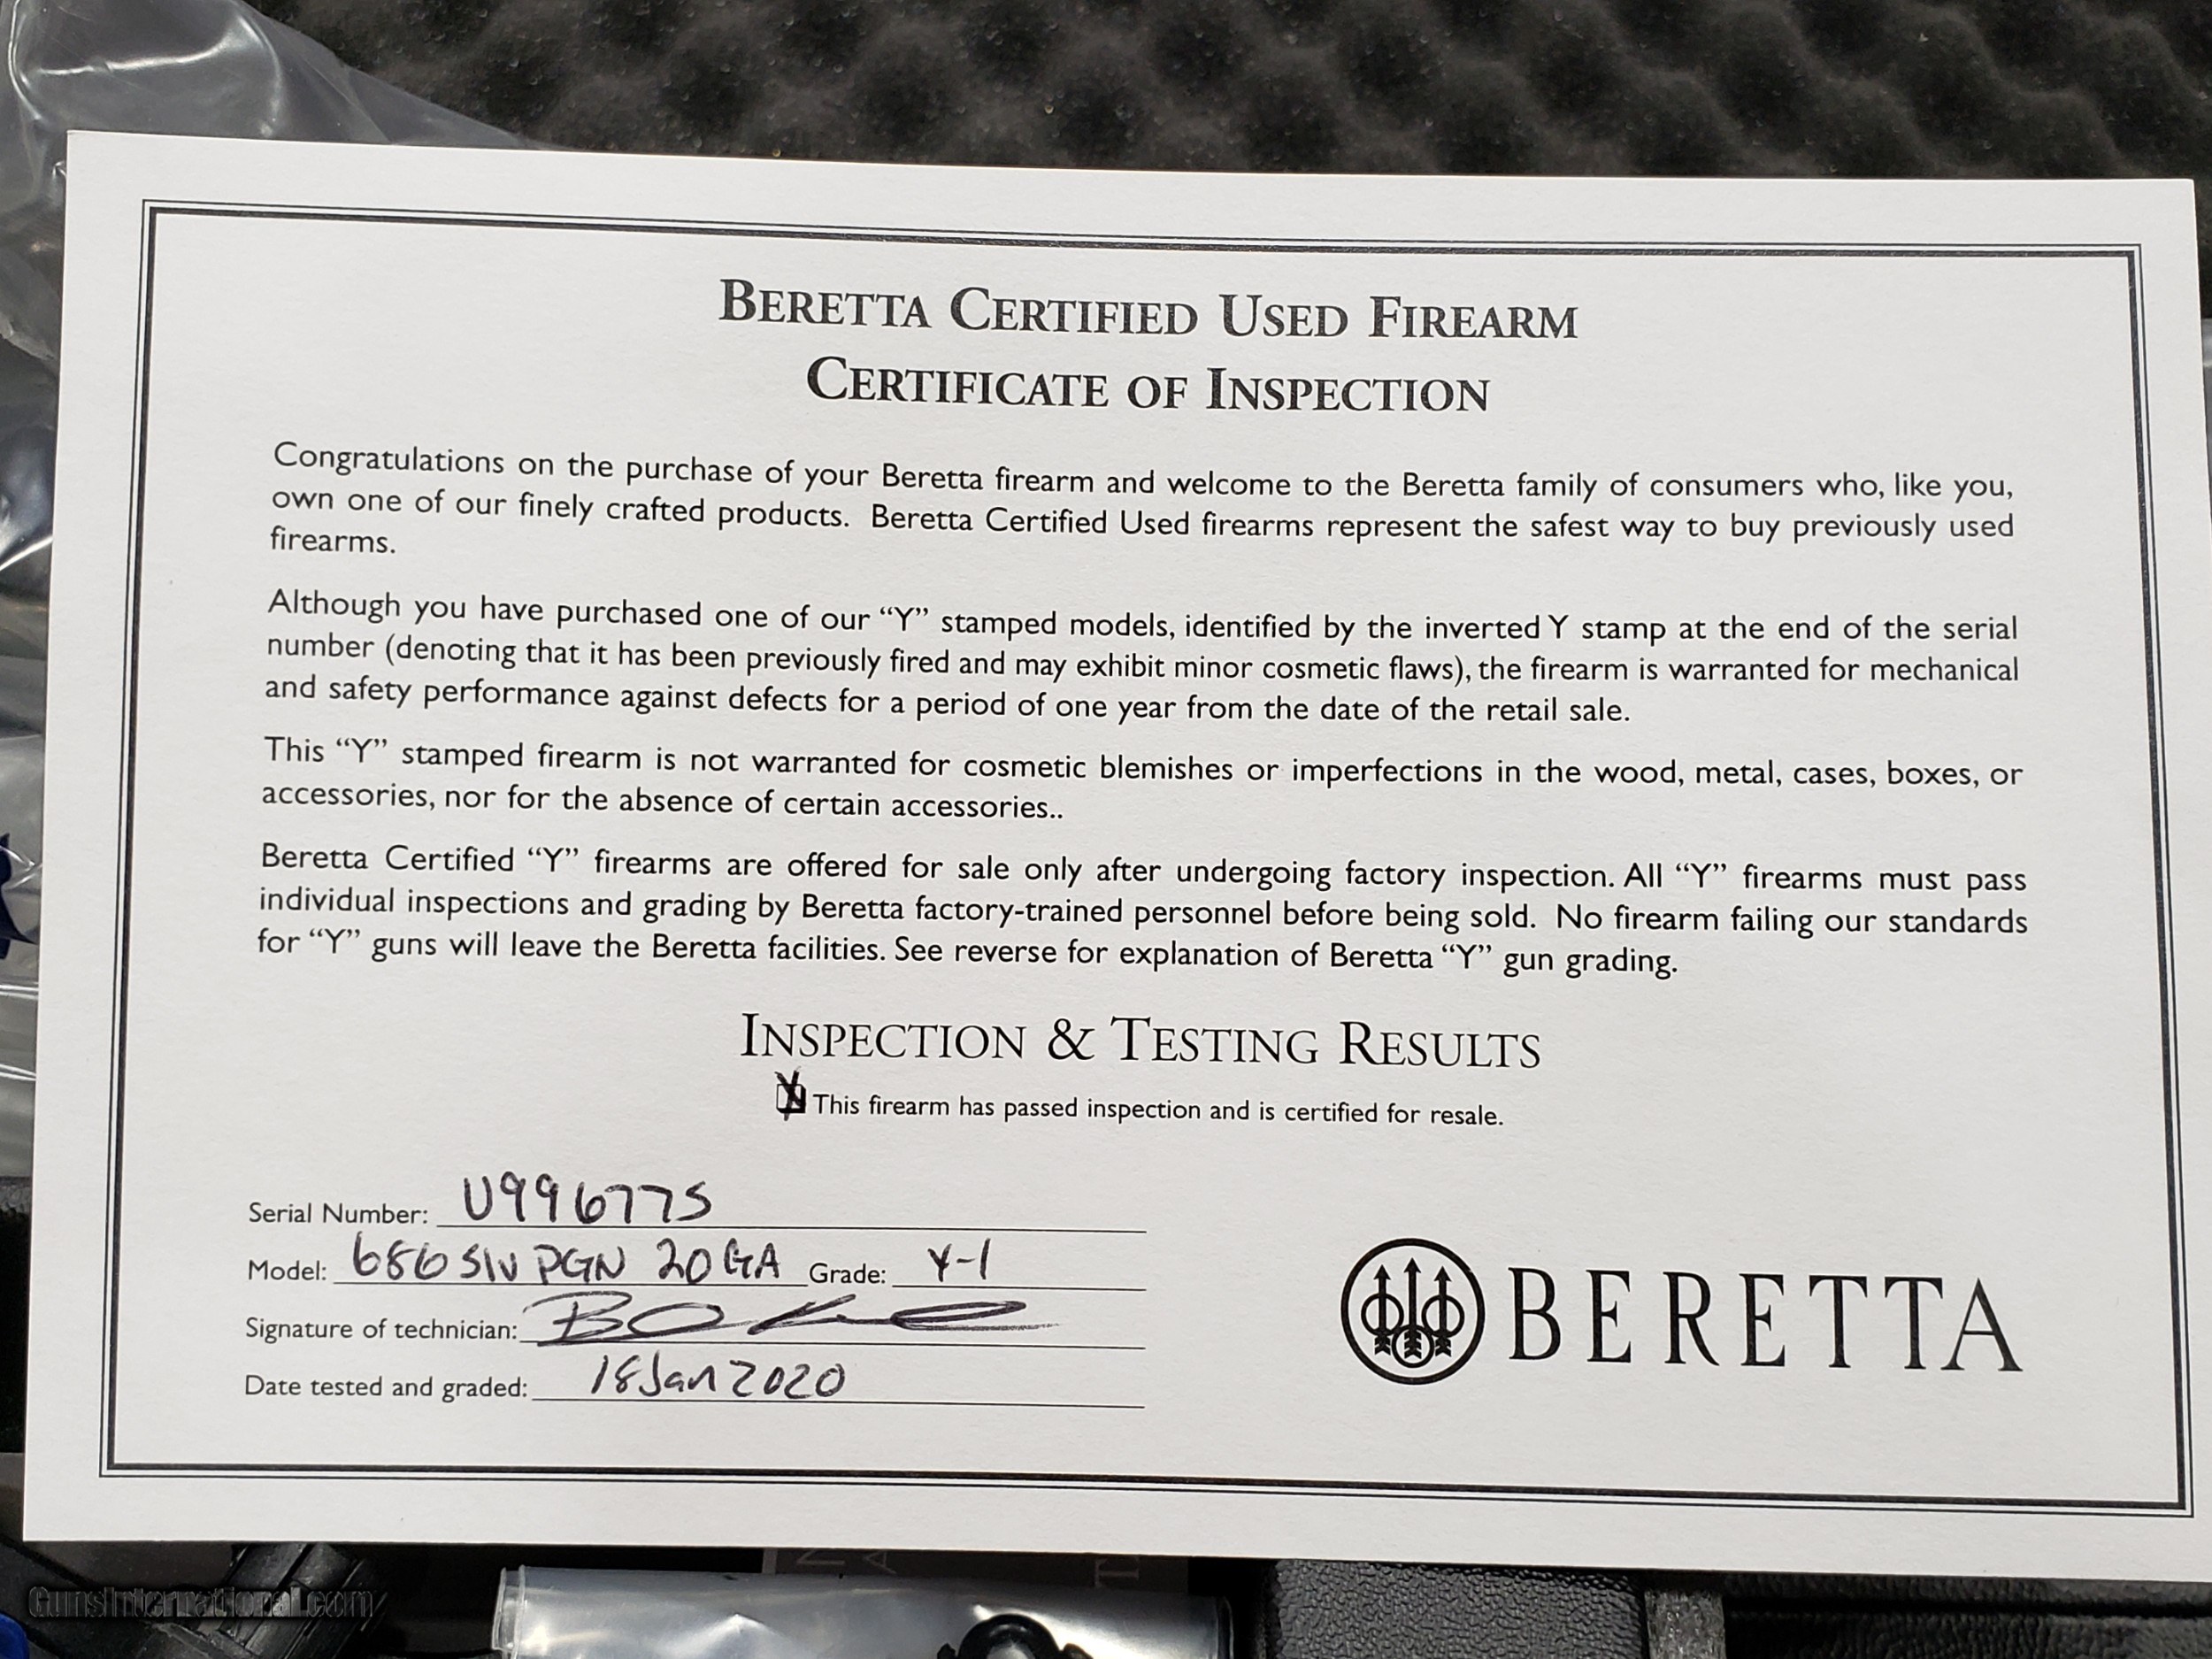 BERETTA CERTIFIED USED FIREARM
CERTIFICATE OF INSPECTION
Congratulations on the purchase of your Beretta firearm and welcome to the Beretta family of consumers who, like you,
own one of our finely crafted products. Beretta Certified Used firearms represent the safest way to buy previously used
firearms.
Although you have purchased one of our “Y” stamped models, identified by the inverted Y stamp at the end of the serial
number (denoting that it has been previously fired and may exhibit minor cosmetic flaws), the firearm is warranted for mechanical
and safety performance against defects for a period of one year from the date of the retail sale.
This “Y” stamped firearm is not warranted for cosmetic blemishes or imperfections in the wood, metal, cases, boxes, or
accessories, nor for the absence of certain accessories..
Beretta Certified “Y” firearms are offered for sale only after undergoing factory inspection. All “Y” firearms must pass
individual inspections and grading by Beretta factory-trained personnel before being sold. No firearm failing our standards
for “Y” guns will leave the Beretta facilities. See reverse for explanation of Beretta “Y” gun grading.
INSPECTION & TESTING RESULTS
This firearm has passed inspection and is certified for resale.
Serial Number: U99677S
Model: 686 SIV PGN 20GA Grade: Y-1
Signature of technician:
Date tested and graded: 18 Jan 2020
BERETTA
GunsInternational.com